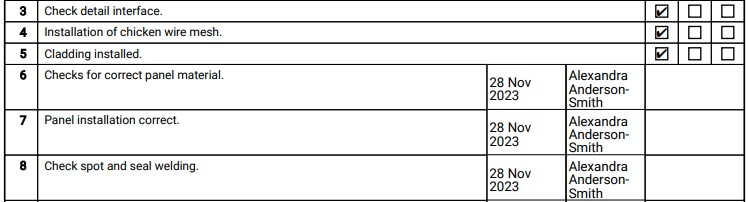 3 Check detail interface.
4 Installation of chicken wire mesh.
5 Cladding installed.
6 Checks for correct panel material.
28 Nov
2023
Alexandra
Anderson-
Smith
7 Panel installation correct.
28 Nov
2023
Alexandra
Anderson-
Smith
8 Check spot and seal welding.
28 Nov
2023
Alexandra
Anderson-
Smith